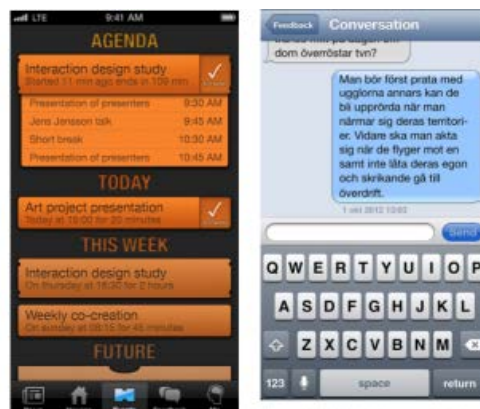 LTE 9:41 AM
AGENDA
Interaction design study
Started 11 min ago ends in 109 min
Presentation of presenters 9:30 AM
Jens Jensson talk 9:45 AM
Short break 10:30 AM
Presentation of presenters 10:45 AM
TODAY
Art project presentation
Today at 19:00 for 20 minutes
THIS WEEK
Interaction design study
On thursday at 16:30 for 2 hours
Weekly co-creation
On sunday at 08:15 for 45 minutes
FUTURE
Feedback Conversation
dom överröstar tvn?
Man bör först prata med
ugglorna annars kan de
bli upprörda när man
närmar sig deras territori-
er. Vidare ska man akta
sig när de flyger mot en
samt inte låta deras egon
och skrikande gå till
överdrift.
Send
Q W E R T Y U I O P
A S D F G H J K L
Z X C V B N M
123 space return